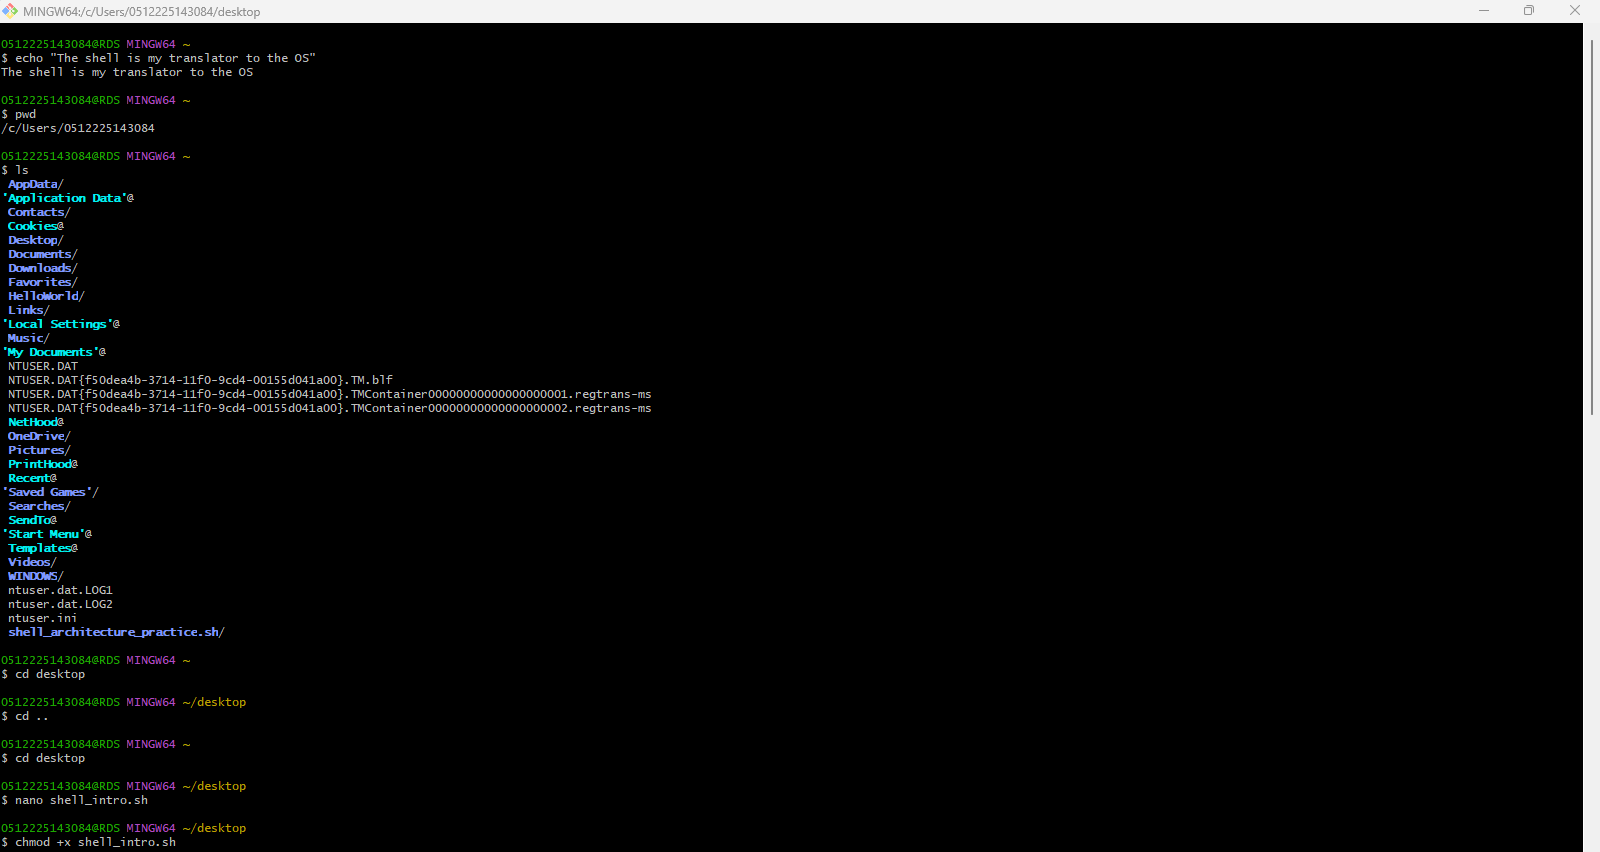 MINGW64:/c/Users/0512225143084/desktop
0512225143084@RDS MINGW64 ~
$ echo "The shell is my translator to the OS"
The shell is my translator to the OS
0512225143084@RDS MINGW64 ~
$ pwd
/c/Users/0512225143084
0512225143084@RDS MINGW64 ~
$ ls
AppData/
'Application Data'@
Contacts/
Cookies@
Desktop/
Documents/
Downloads/
Favorites/
HelloWorld/
Links/
'Local Settings'@
Music/
'My Documents'@
NTUSER.DAT
NTUSER.DAT{f50dea4b-3714-11f0-9cd4-00155d041a00}.TM.blf
NTUSER.DAT{f50dea4b-3714-11f0-9cd4-00155d041a00}.TMContainer00000000000000000001.regtrans-ms
NTUSER.DAT{f50dea4b-3714-11f0-9cd4-00155d041a00}.TMContainer00000000000000000002.regtrans-ms
NetHood@
OneDrive/
Pictures/
PrintHood@
Recent@
'Saved Games'/
Searches/
SendTo@
'Start Menu'@
Templates@
Videos/
WINDOWS/
ntuser.dat.LOG1
ntuser.dat.LOG2
ntuser.ini
shell_architecture_practice.sh/
0512225143084@RDS MINGW64 ~
$ cd desktop
0512225143084@RDS MINGW64 ~/desktop
$ cd ..
0512225143084@RDS MINGW64 ~
$ cd desktop
0512225143084@RDS MINGW64 ~/desktop
$ nano shell_intro.sh
0512225143084@RDS MINGW64 ~/desktop
$ chmod +x shell_intro.sh